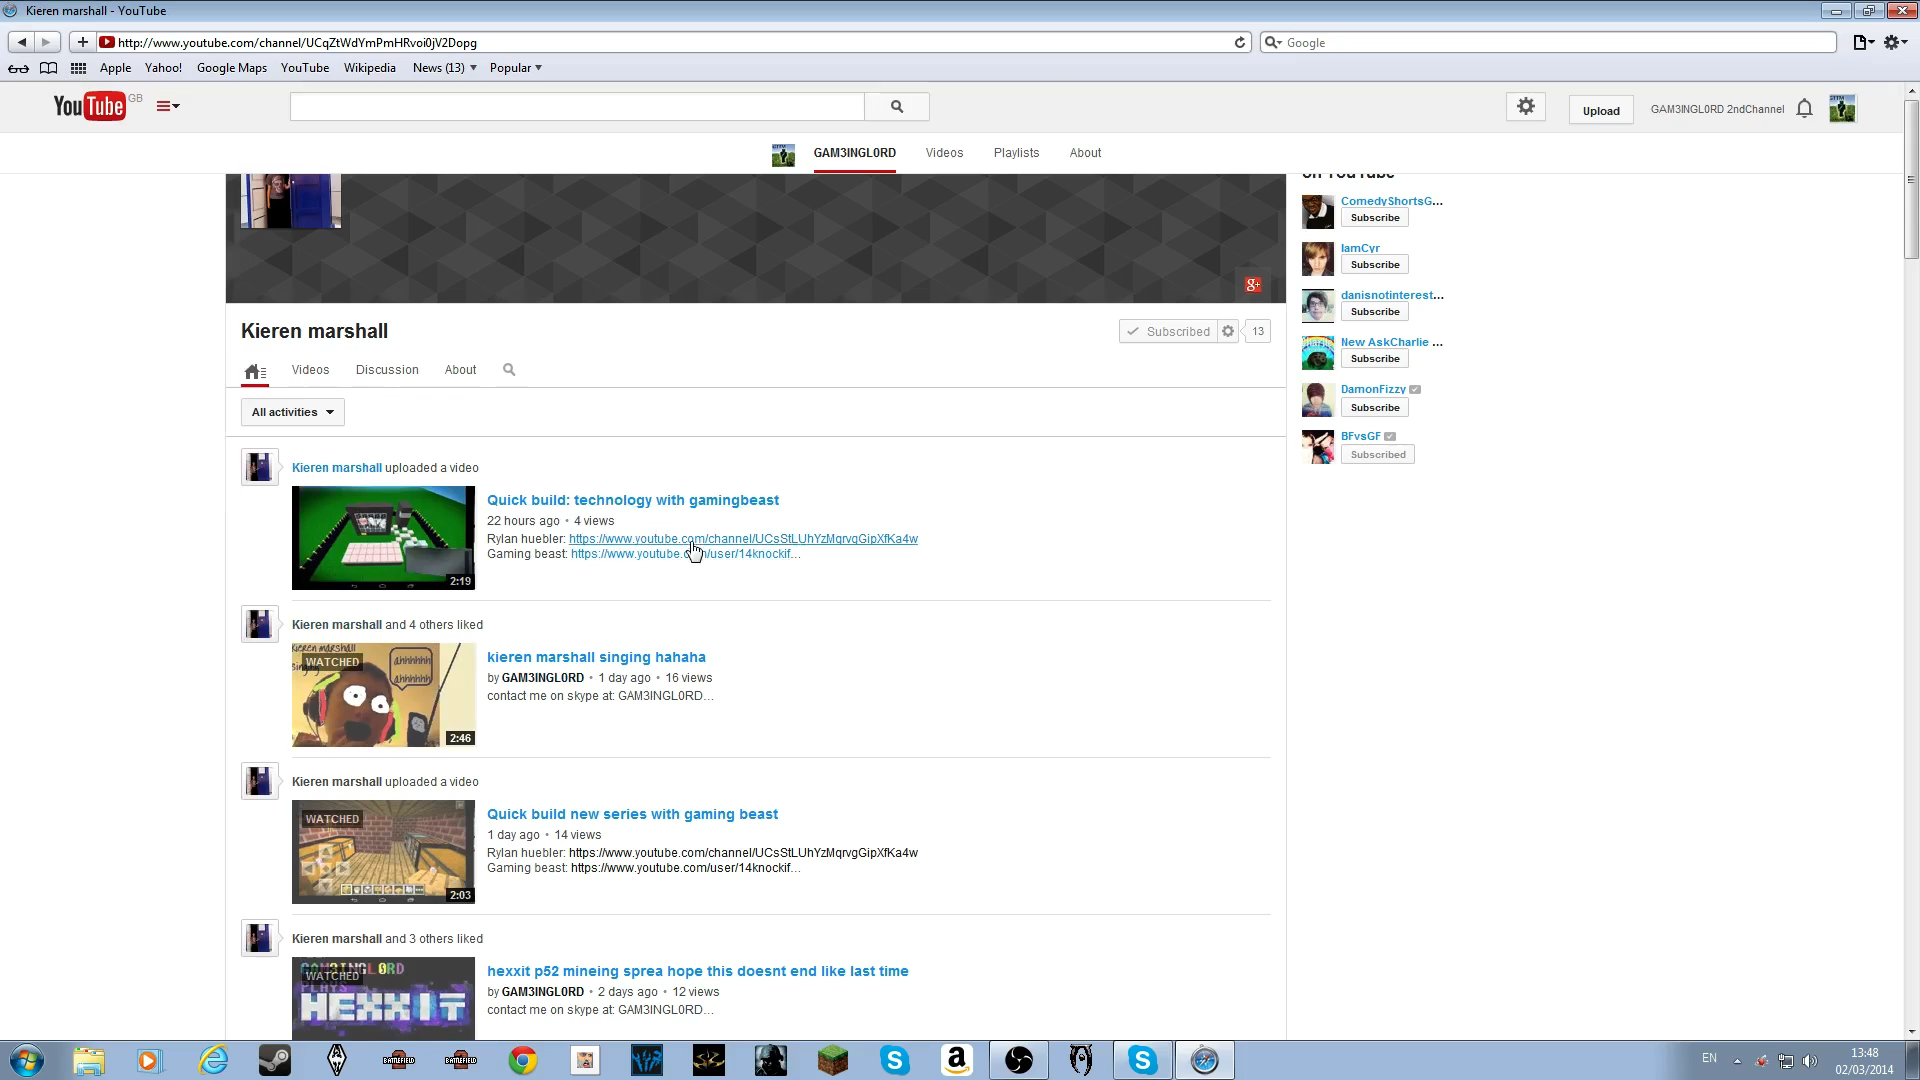 Kieren marshall - YouTube
http://www.youtube.com/channel/UCqZtWdYmPmHRvoi0jV2Dopg
Google
Apple Yahoo! Google Maps YouTube Wikipedia News (13) Popular
YouTube GB
Upload
GAM3INGL0RD 2ndChannel
GAM3INGL0RD Videos Playlists About
on YouTube
ComedyShortsG...
Subscribe
IamCyr
Subscribe
danisnotinterest...
Subscribe
New AskCharlie ...
Subscribe
DamonFizzy
Subscribe
BFvsGF
Subscribed
g+
Kieren marshall
Subscribed 13
Videos Discussion About
All activities
Kieren marshall uploaded a video
Quick build: technology with gamingbeast
22 hours ago • 4 views
Rylan huebler: https://www.youtube.com/channel/UCsStLUhYzMqrvgGipXfKa4w
Gaming beast: https://www.youtube.com/user/14knockif...
2:19
Kieren marshall and 4 others liked
kieren marshall singing hahaha
by GAM3INGL0RD • 1 day ago • 16 views
contact me on skype at: GAM3INGL0RD...
kieren marshall
WATCHED
ahhhhhh
ahhhhhh
2:46
Kieren marshall uploaded a video
Quick build new series with gaming beast
1 day ago • 14 views
Rylan huebler: https://www.youtube.com/channel/UCsStLUhYzMqrvgGipXfKa4w
Gaming beast: https://www.youtube.com/user/14knockif...
WATCHED
2:03
Kieren marshall and 3 others liked
hexxit p52 mineing sprea hope this doesnt end like last time
by GAM3INGL0RD • 2 days ago • 12 views
contact me on skype at: GAM3INGL0RD...
GAM3INGL0RD
WATCHED
PLAYS
HEXXIT
BATTLEFIELD
BATTLEFIELD
EN
13:48
02/03/2014